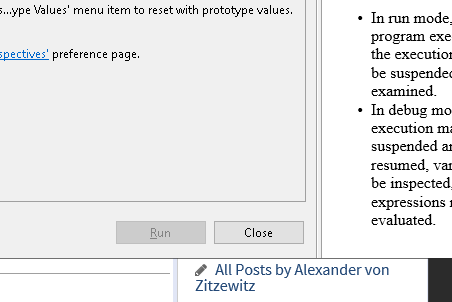 s...ype Values' menu item to reset with prototype values.
spectives' preference page.
Run
Close
• In run mode,
program exe
the execution
be suspended
examined.
• In debug mo
execution ma
suspended an
resumed, var
be inspected,
expressions
evaluated.
All Posts by Alexander von
Zitzewitz